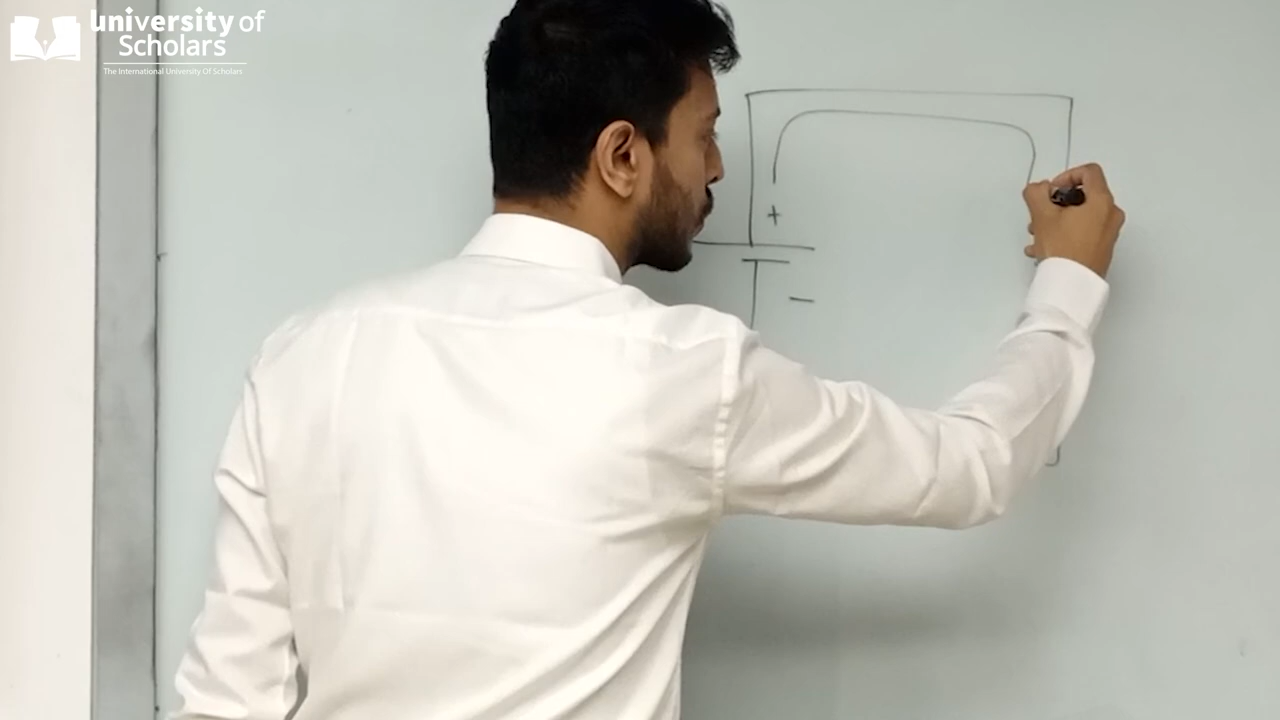 university of
Scholars
The International University Of Scholars
+
−